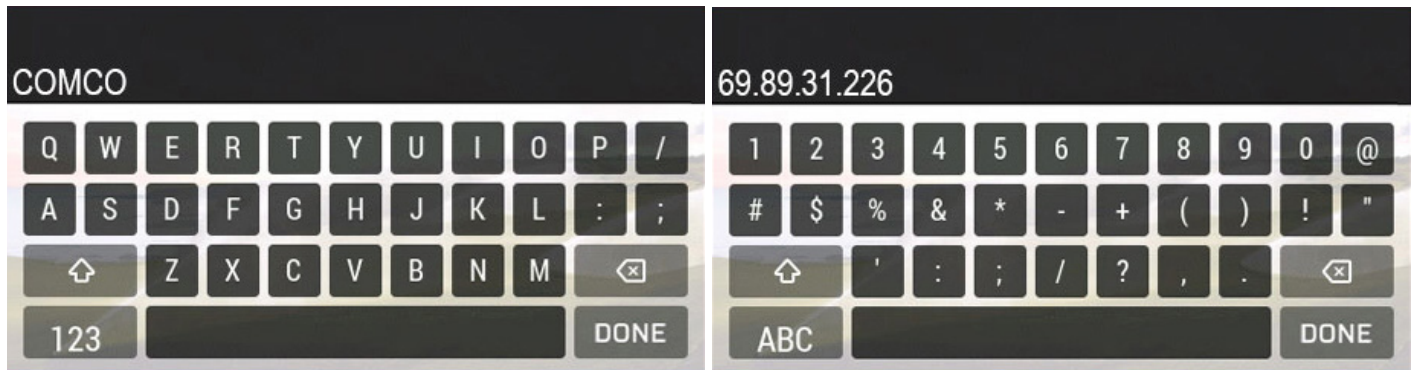 COMCO
Q W E R T Y U I O P /
A S D F G H J K L : ;
Z X C V B N M
123 DONE
69.89.31.226
1 2 3 4 5 6 7 8 9 0 @
# $ % & * - + ( ) ! "
' : ; / ? , .
ABC DONE